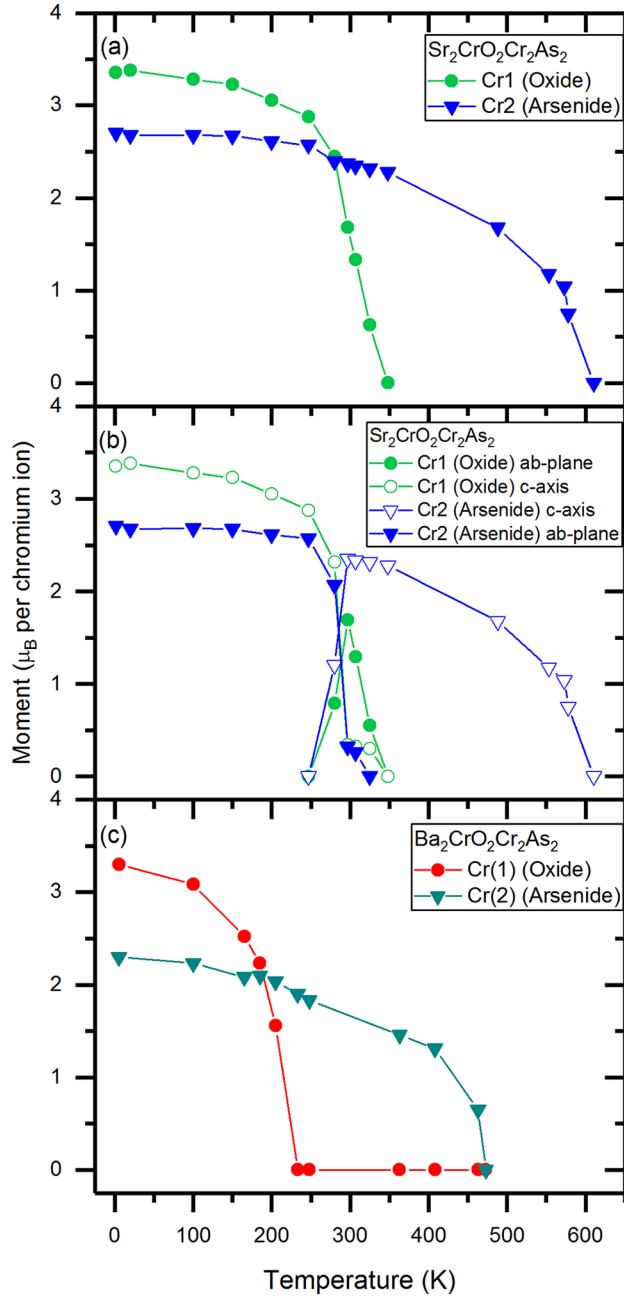 4
(a)
Sr₂CrO₂Cr₂As₂
Cr1 (Oxide)
Cr2 (Arsenide)
3
2
1
0
4
(b)
Sr₂CrO₂Cr₂As₂
Cr1 (Oxide) ab-plane
Cr1 (Oxide) c-axis
Cr2 (Arsenide) c-axis
Cr2 (Arsenide) ab-plane
3
2
1
0
Moment (μ_B per chromium ion)
4
(c)
Ba₂CrO₂Cr₂As₂
Cr(1) (Oxide)
Cr(2) (Arsenide)
3
2
1
0
0 100 200 300 400 500 600
Temperature (K)